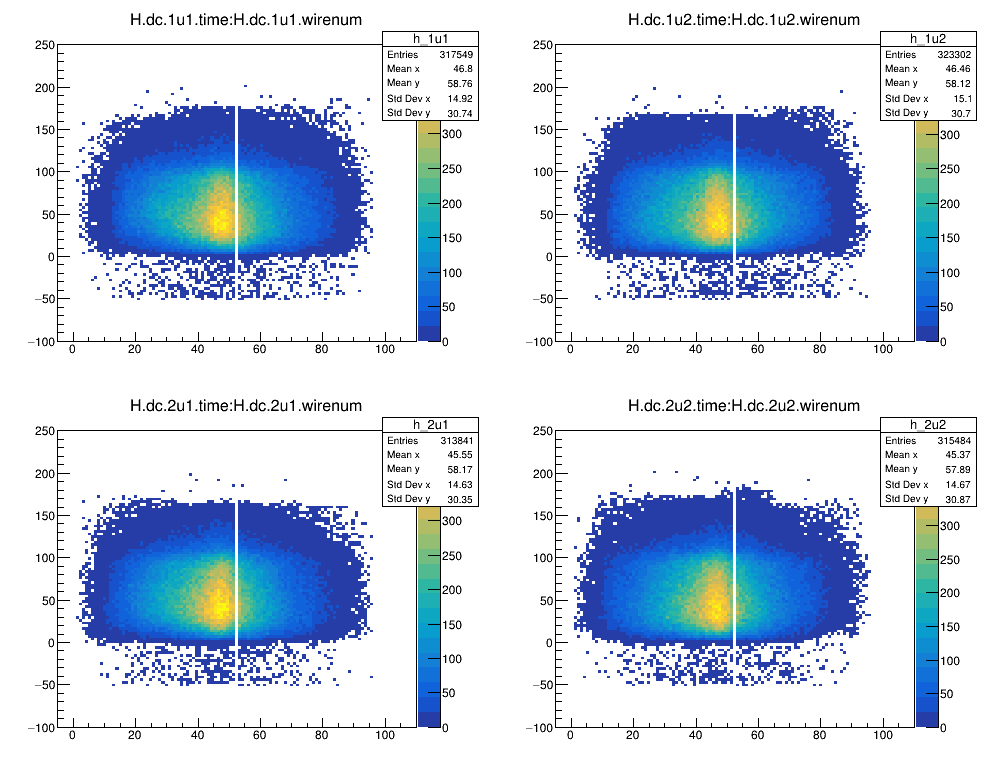 H.dc.1u1.time:H.dc.1u1.wirenum
h_1u1
Entries 317549
Mean x 46.8
Mean y 58.76
Std Dev x 14.92
Std Dev y 30.74
250
200
150
100
50
0
−50
−100
0 20 40 60 80 100
300
250
200
150
100
50
0
H.dc.1u2.time:H.dc.1u2.wirenum
h_1u2
Entries 323302
Mean x 46.46
Mean y 58.12
Std Dev x 15.1
Std Dev y 30.7
250
200
150
100
50
0
−50
−100
0 20 40 60 80 100
300
250
200
150
100
50
0
H.dc.2u1.time:H.dc.2u1.wirenum
h_2u1
Entries 313841
Mean x 45.55
Mean y 58.17
Std Dev x 14.63
Std Dev y 30.35
250
200
150
100
50
0
−50
−100
0 20 40 60 80 100
300
250
200
150
100
50
0
H.dc.2u2.time:H.dc.2u2.wirenum
h_2u2
Entries 315484
Mean x 45.37
Mean y 57.89
Std Dev x 14.67
Std Dev y 30.87
250
200
150
100
50
0
−50
−100
0 20 40 60 80 100
300
250
200
150
100
50
0